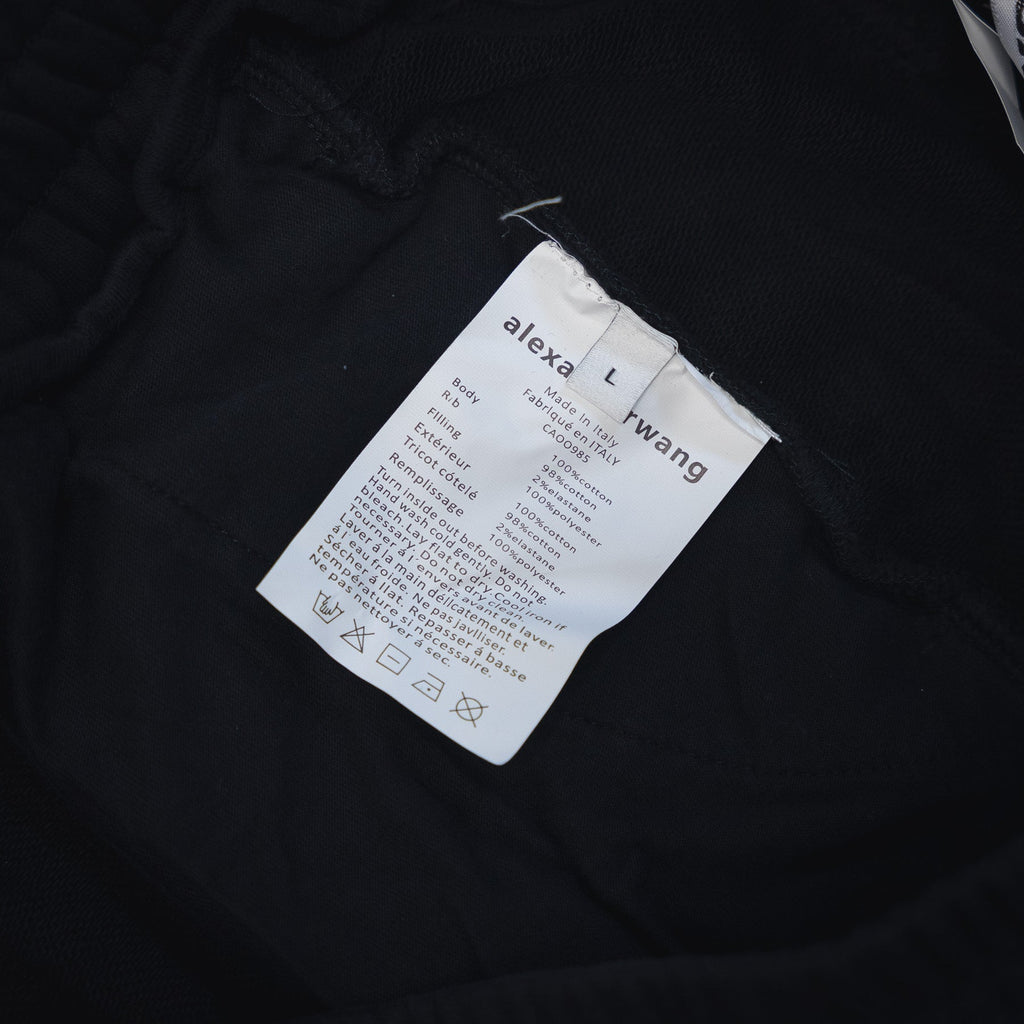 alexa rwang
L
Made In Italy
Fabriqué en ITALY
CA00985
Body 100%cotton
Rib 98%cotton
2%elastane
FIlling 100%polyester
Extérieur 100%cotton
Tricot côtelé 98%cotton
2%elastane
Remplissage 100%polyester
Turn inside out before washing.
Hand wash cold gently. Do not
bleach. Lay flat to dry. Cool iron if
necessary. Do not dry clean.
Tourner á l' envers avant de laver.
Laver á la main délicatement et
á l eau froide. Ne pas javlliser.
Sécher á llat. Repasser á basse
température si nécessaire.
Ne pas nettoyer á sec.